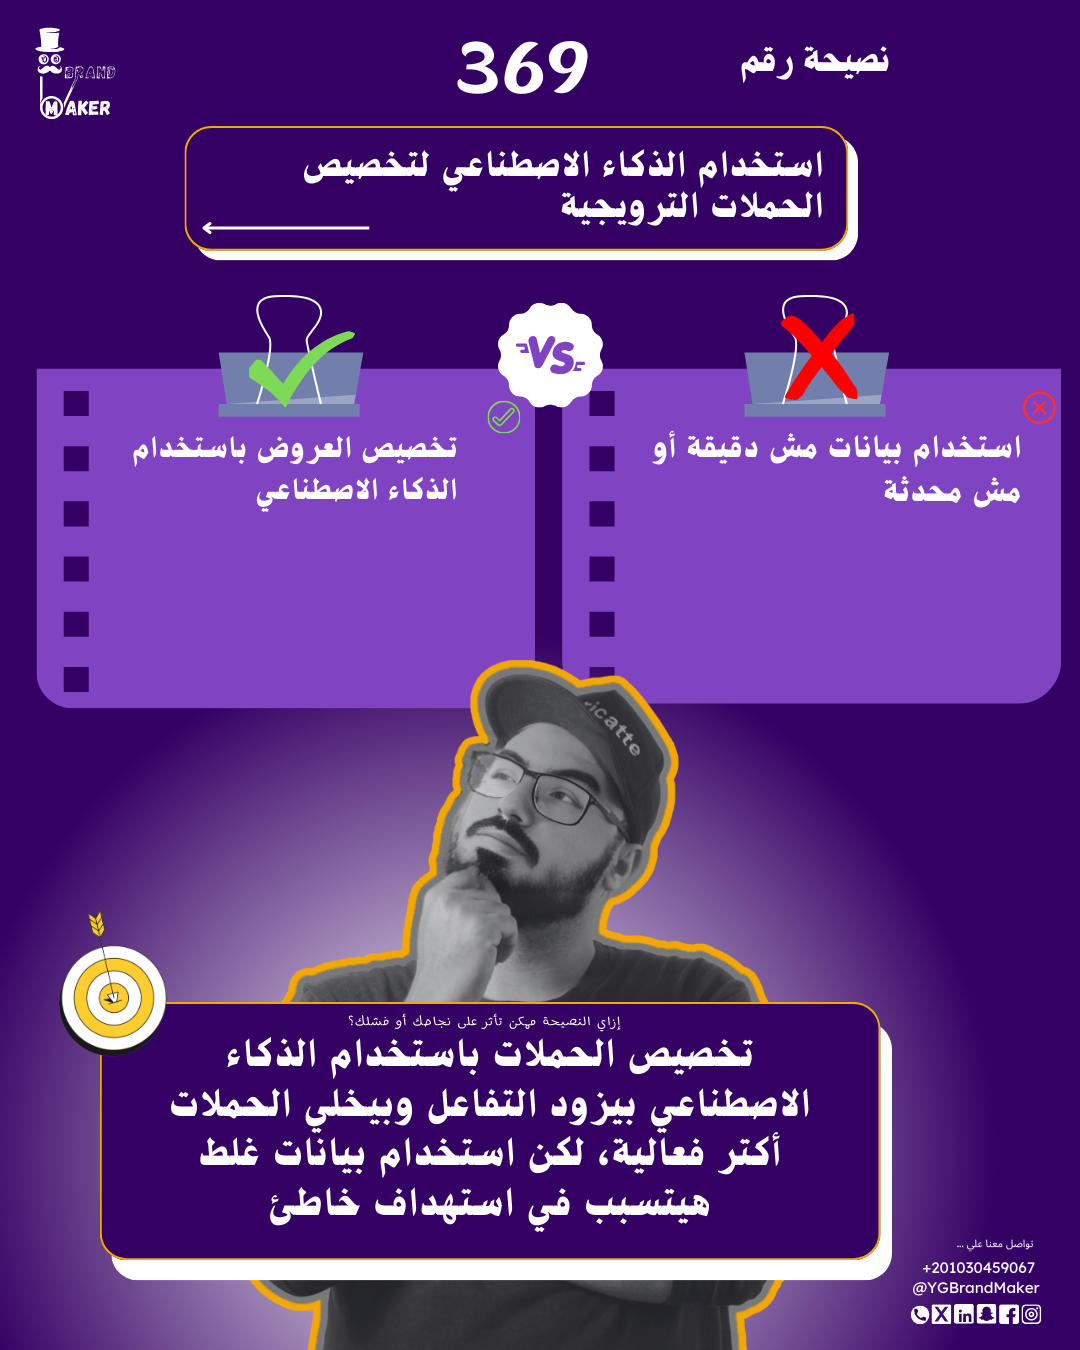 BRAND
MAKER
نصيحة رقم
369
استخدام الذكاء الاصطناعي لتخصيص
الحملات الترويجية
VS
استخدام بيانات مش دقيقة أو
مش محدثة
تخصيص العروض باستخدام
الذكاء الاصطناعي
icatte
إزاي النصيحة ممكن تأثر على نجاحك أو فشلك؟
تخصيص الحملات باستخدام الذكاء
الاصطناعي بيزود التفاعل وبيخلي الحملات
أكتر فعالية، لكن استخدام بيانات غلط
هيتسبب في استهداف خاطئ
تواصل معنا علي ...
+201030459067
@YGBrandMaker